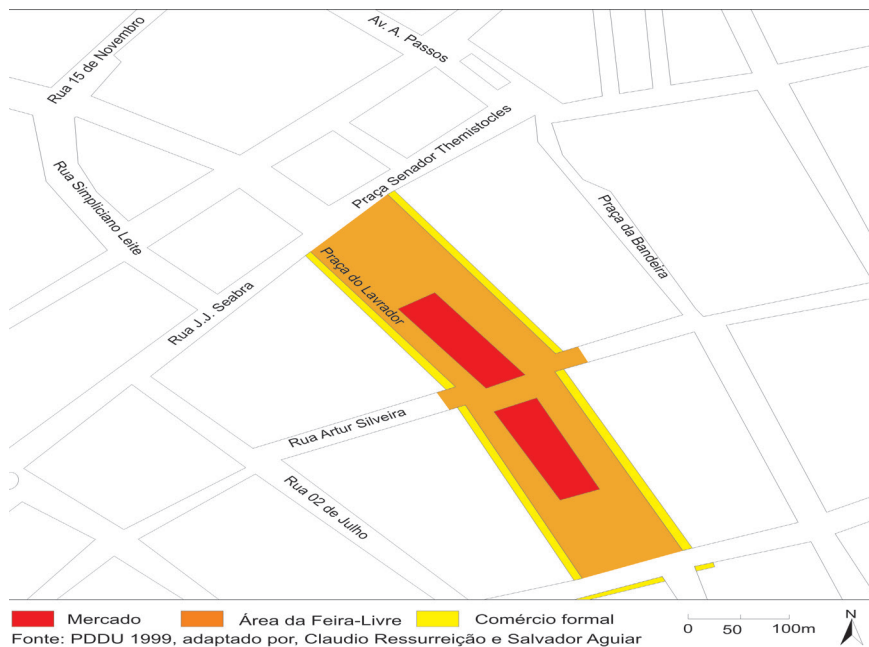 Rua 15 de Novembro
Av. A. Passos
Praça Senador Themistocles
Rua Simpliciano Leite
Praça da Bandeira
Praça do Lavrador
Rua J.J. Seabra
Rua Artur Silveira
Rua 02 de Julho
Mercado
Área da Feira-Livre
Comércio formal
Fonte: PDDU 1999, adaptado por, Claudio Ressurreição e Salvador Aguiar
0 50 100m
N